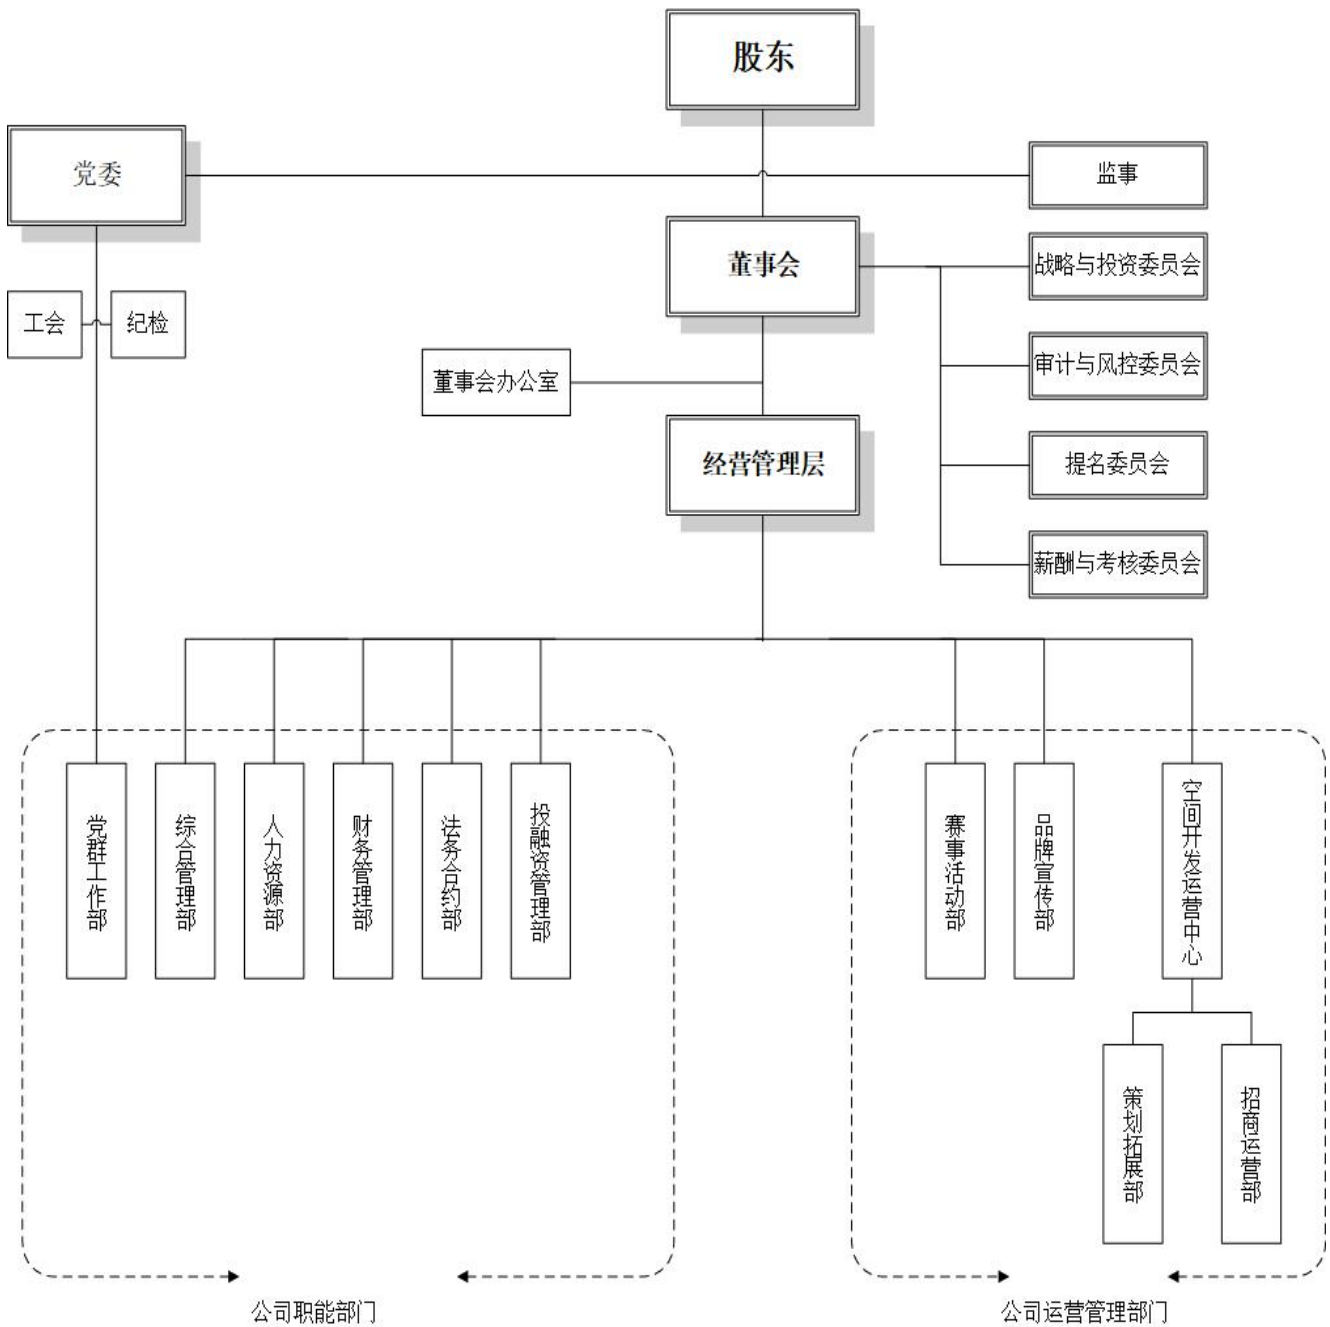 股东
党委
监事
董事会
战略与投资委员会
工会
纪检
审计与风控委员会
董事会办公室
经营管理层
提名委员会
薪酬与考核委员会
党群工作部
综合管理部
人力资源部
财务管理部
法务合约部
投融资管理部
赛事活动部
品牌宣传部
空间开发运营中心
策划拓展部
招商运营部
公司职能部门
公司运营管理部门